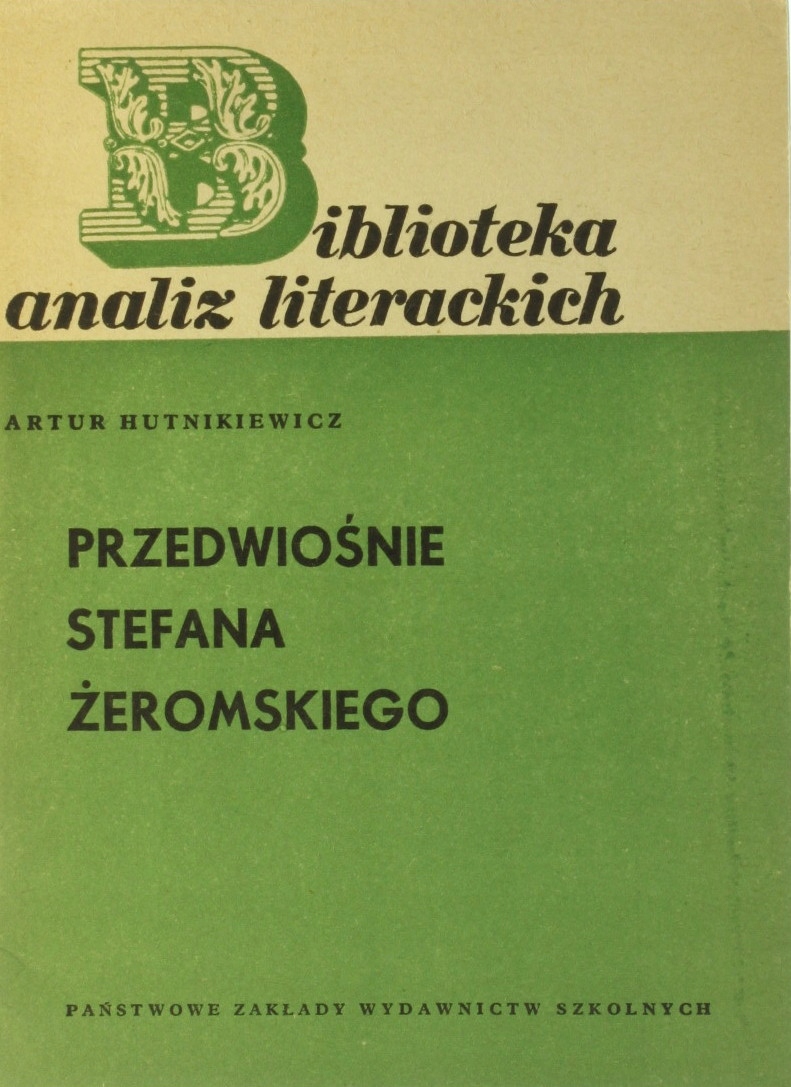 Biblioteka
analiz literackich
ARTUR HUTNIKIEWICZ
PRZEDWIOŚNIE
STEFANA
ŻEROMSKIEGO
PAŃSTWOWE ZAKŁADY WYDAWNICTW SZKOLNYCH